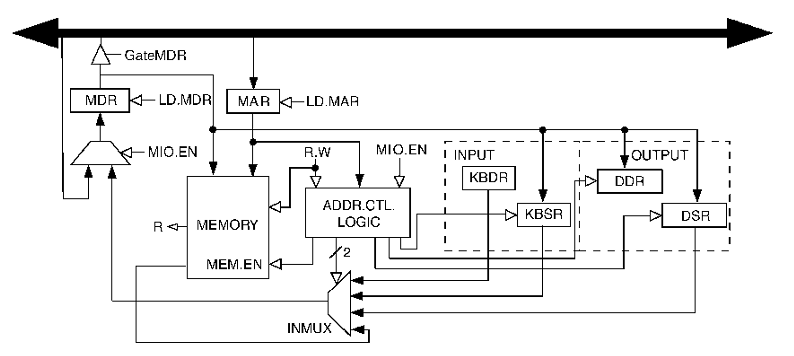 GateMDR
MDR
LD.MDR
MAR
LD.MAR
MIO.EN
R.W
MIO.EN
INPUT
OUTPUT
KBDR
DDR
MEMORY
ADDR.CTL.
LOGIC
KBSR
DSR
R
MEM.EN
2
INMUX